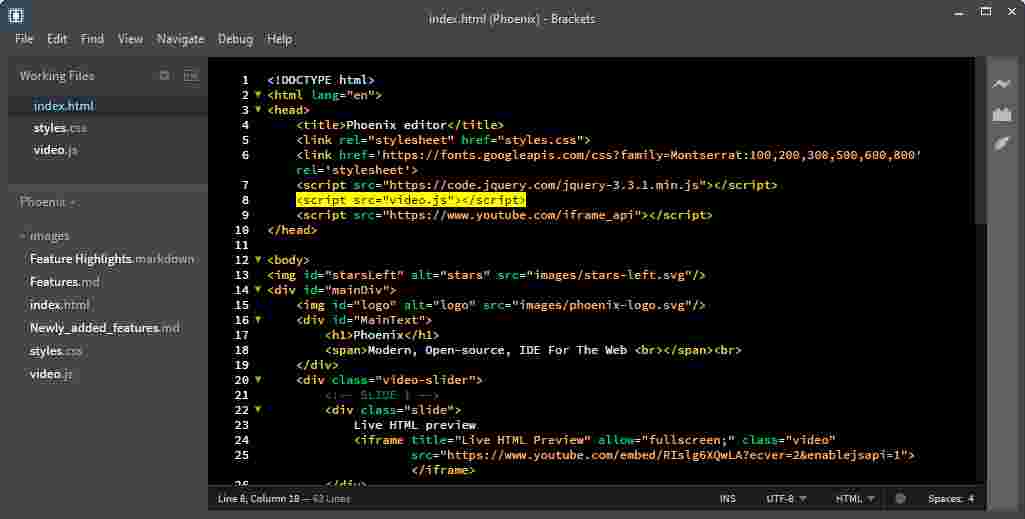 index.html (Phoenix) - Brackets
File Edit Find View Navigate Debug Help
Working Files
index.html
styles.css
video.js
Phoenix
images
Feature Highlights.markdown
Features.md
index.html
Newly_added_features.md
styles.css
video.js
1 <!DOCTYPE html>
2 <html lang="en">
3 <head>
4 <title>Phoenix editor</title>
5 <link rel="stylesheet" href="styles.css">
6 <link href='https://fonts.googleapis.com/css?family=Montserrat:100,200,300,500,600,800'
rel='stylesheet'>
7 <script src="https://code.jquery.com/jquery-3.3.1.min.js"></script>
8 <script src="video.js"></script>
9 <script src="https://www.youtube.com/iframe_api"></script>
10 </head>
11
12 <body>
13 <img id="starsLeft" alt="stars" src="images/stars-left.svg"/>
14 <div id="mainDiv">
15 <img id="logo" alt="logo" src="images/phoenix-logo.svg"/>
16 <div id="MainText">
17 <h1>Phoenix</h1>
18 <span>Modern, Open-source, IDE For The Web <br></span><br>
19 </div>
20 <div class="video-slider">
21 <!-- SLIDE 1 -->
22 <div class="slide">
23 Live HTML preview
24 <iframe title="Live HTML Preview" allow="fullscreen;" class="video"
25 src="https://www.youtube.com/embed/RIslg6XQwLA?ecver=2&enablejsapi=1">
</iframe>
26 </div>
Line 8, Column 18 — 63 Lines
INS UTF-8 HTML Spaces: 4